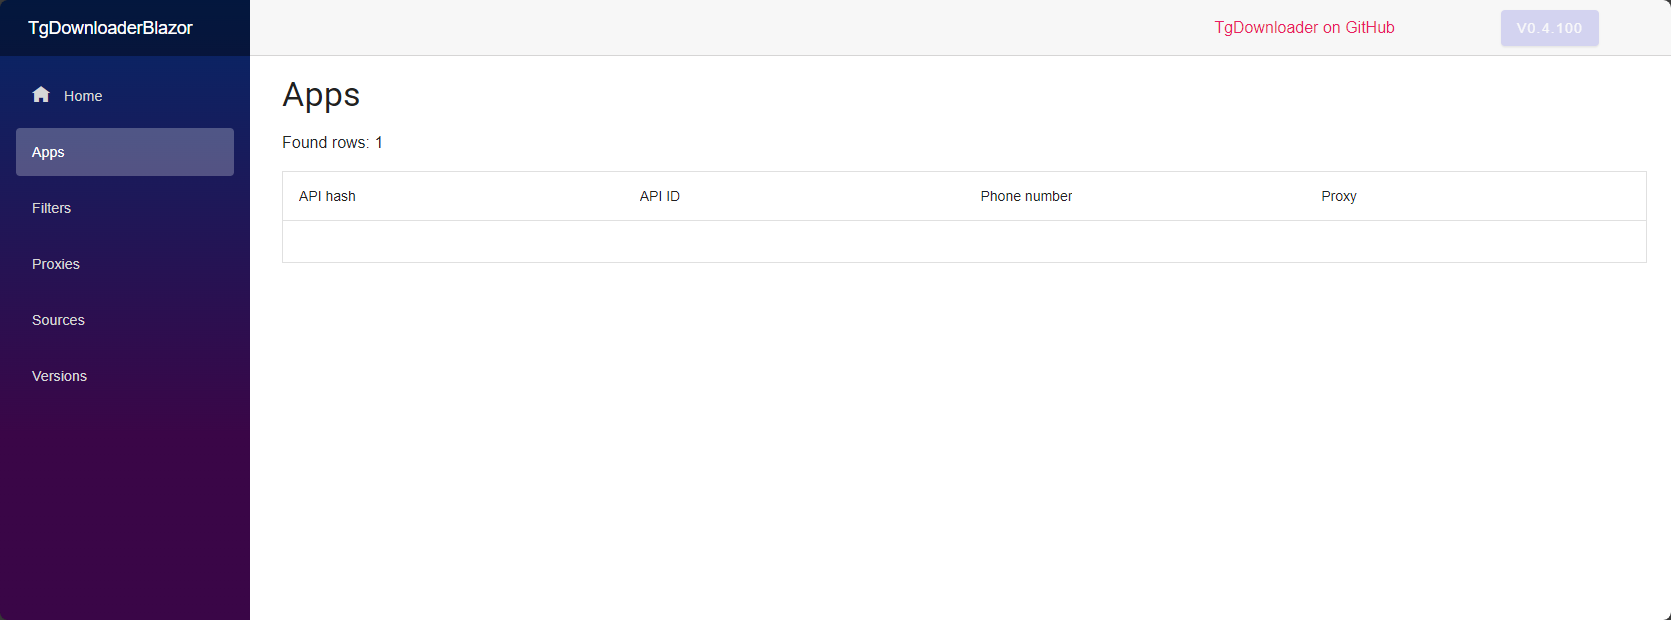 TgDownloaderBlazor
TgDownloader on GitHub
V0.4.100
Home
Apps
Filters
Proxies
Sources
Versions
Apps
Found rows: 1
API hash API ID Phone number Proxy